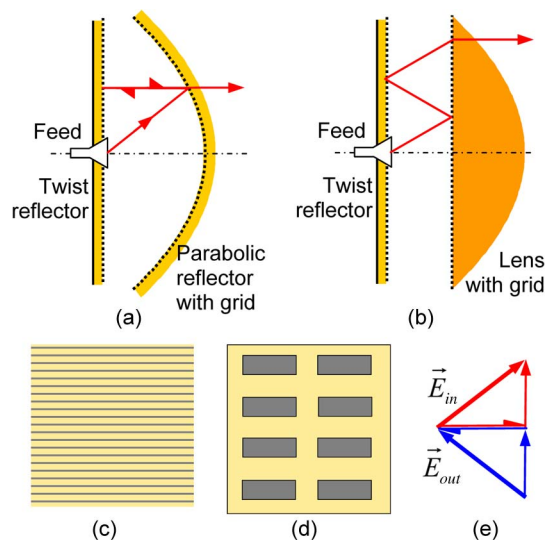 Feed
Twist
reflector
Parabolic
reflector
with grid
(a)
Feed
Twist
reflector
Lens
with grid
(b)
(c)
(d)
E⃗in
E⃗out
(e)